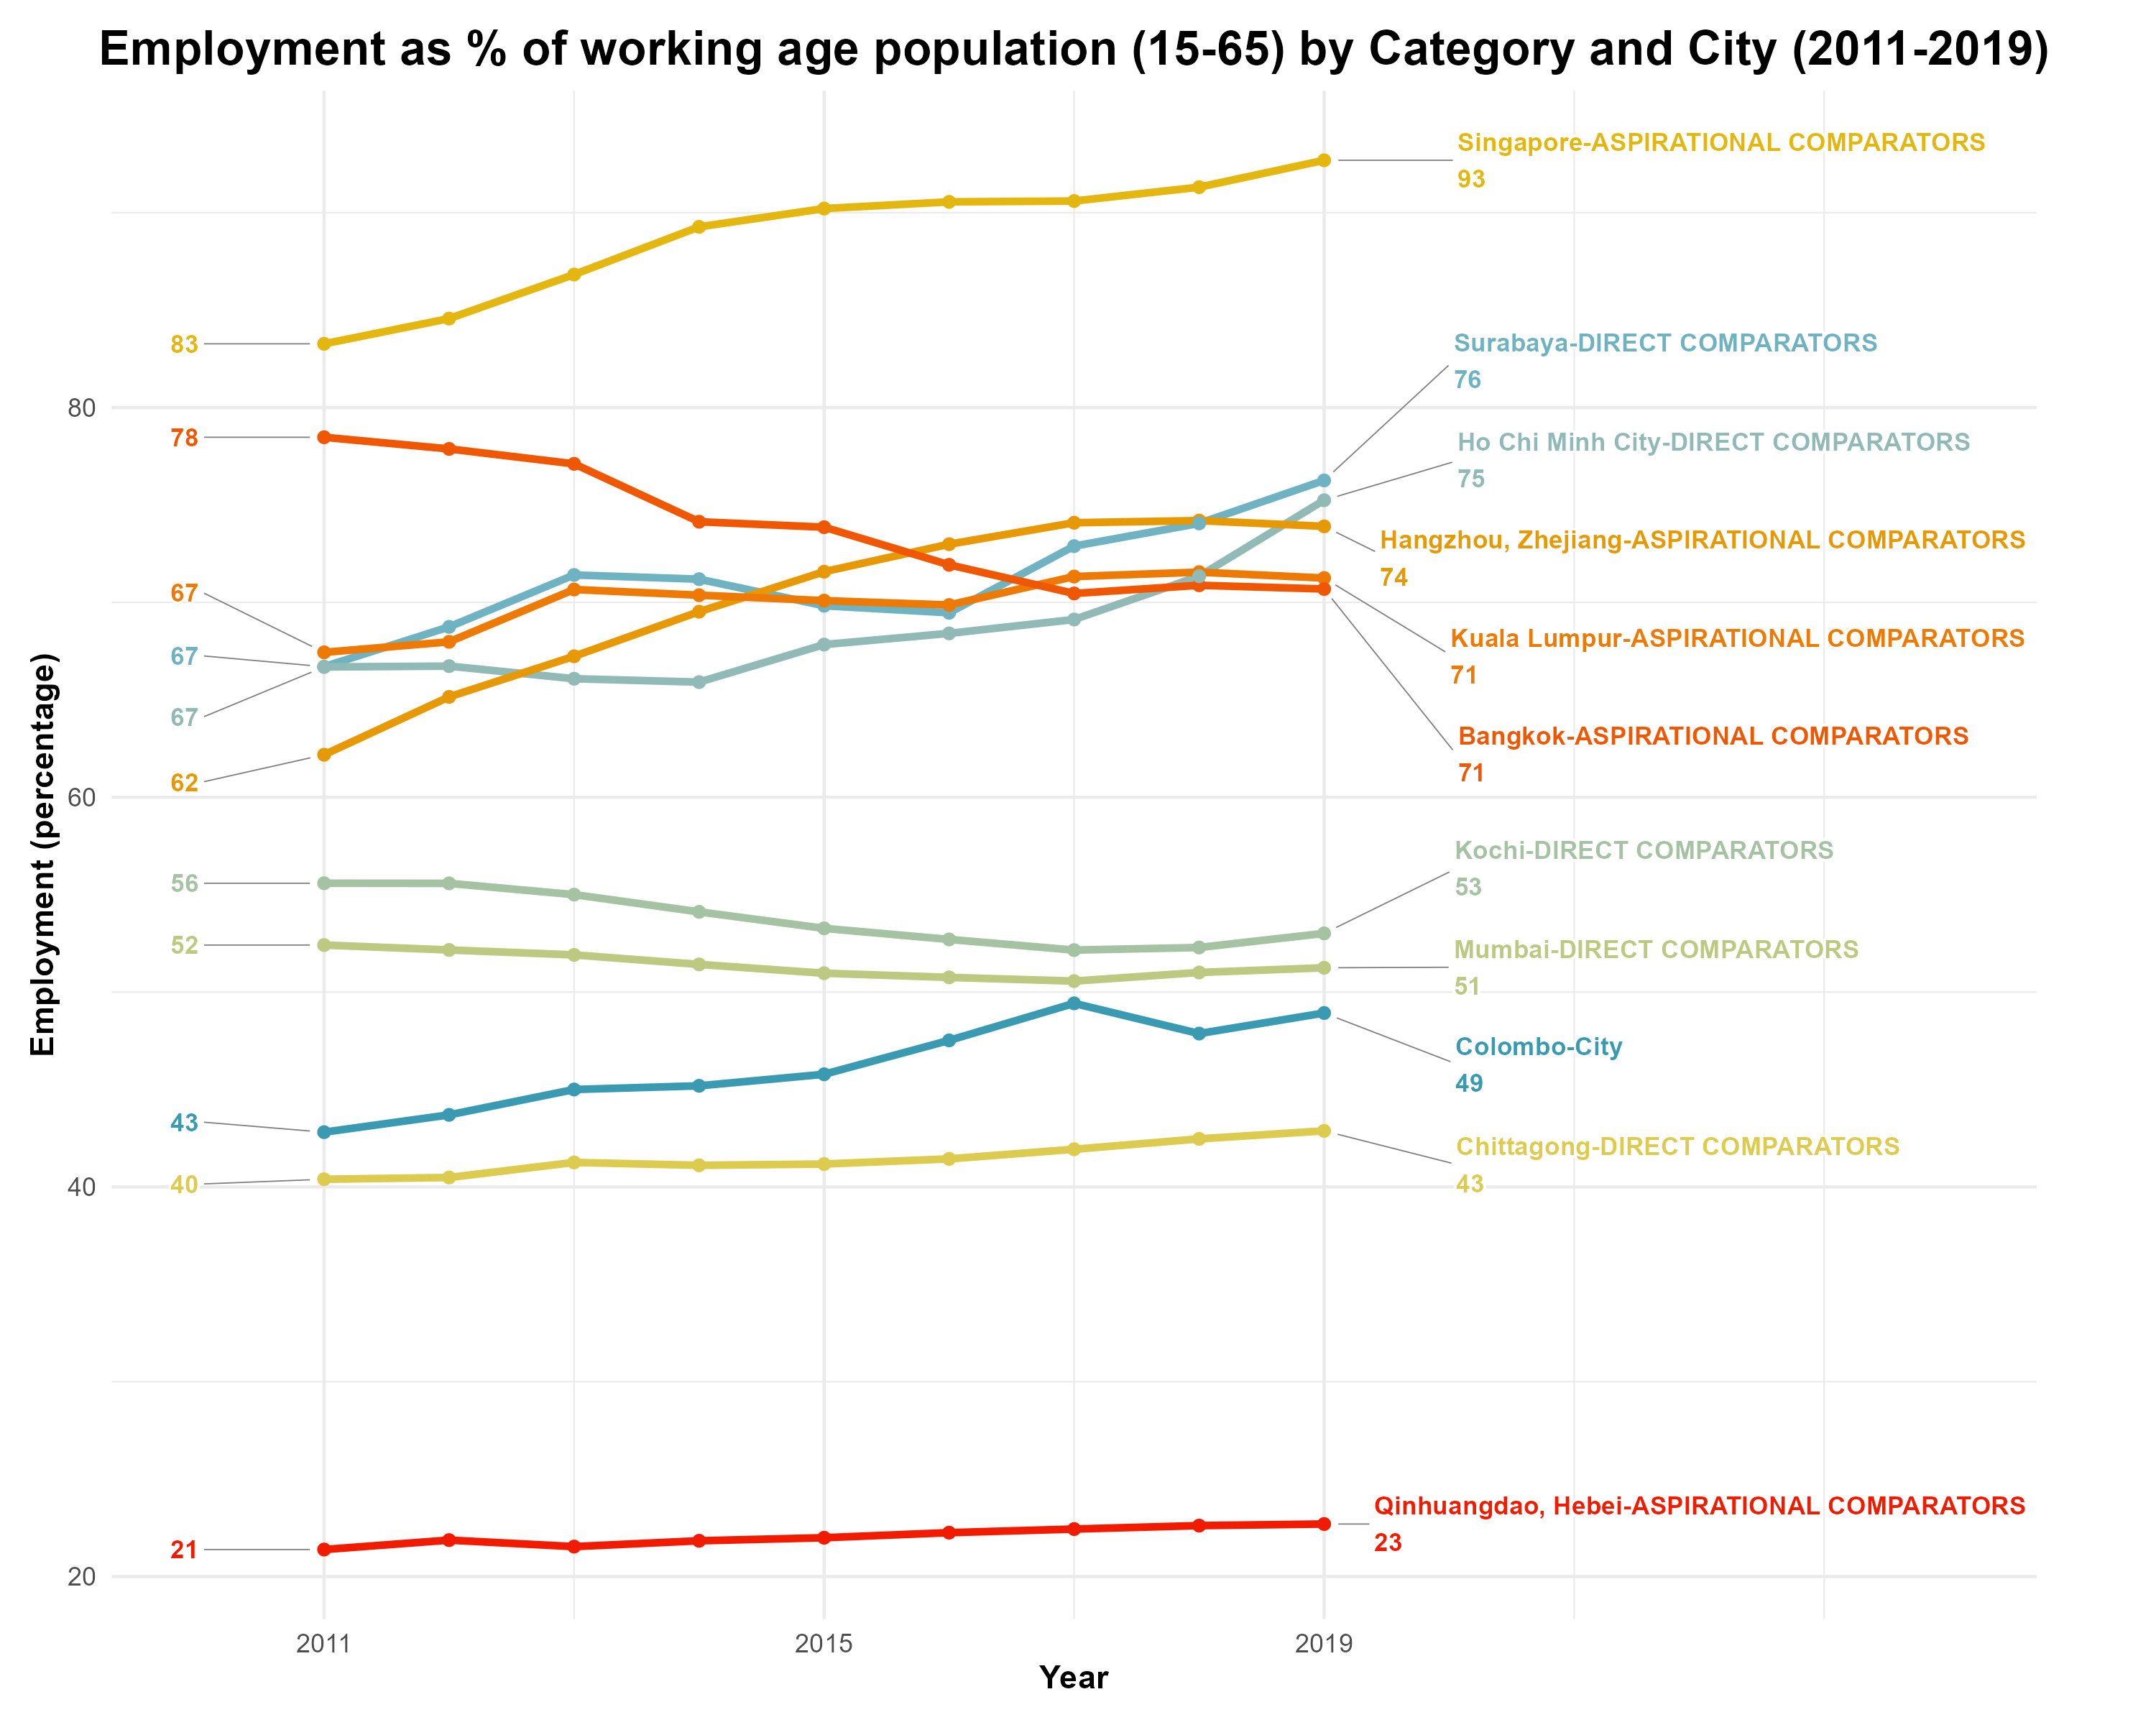 Employment as % of working age population (15-65) by Category and City (2011-2019)
Singapore-ASPIRATIONAL COMPARATORS
93
83
Surabaya-DIRECT COMPARATORS
76
80
78
Ho Chi Minh City-DIRECT COMPARATORS
75
Hangzhou, Zhejiang-ASPIRATIONAL COMPARATORS
74
67
Kuala Lumpur-ASPIRATIONAL COMPARATORS
71
67
67
Bangkok-ASPIRATIONAL COMPARATORS
71
62
60
Employment (percentage)
Kochi-DIRECT COMPARATORS
53
56
52
Mumbai-DIRECT COMPARATORS
51
Colombo-City
49
43
Chittagong-DIRECT COMPARATORS
43
40
40
Qinhuangdao, Hebei-ASPIRATIONAL COMPARATORS
23
21
20
2011
2015
2019
Year